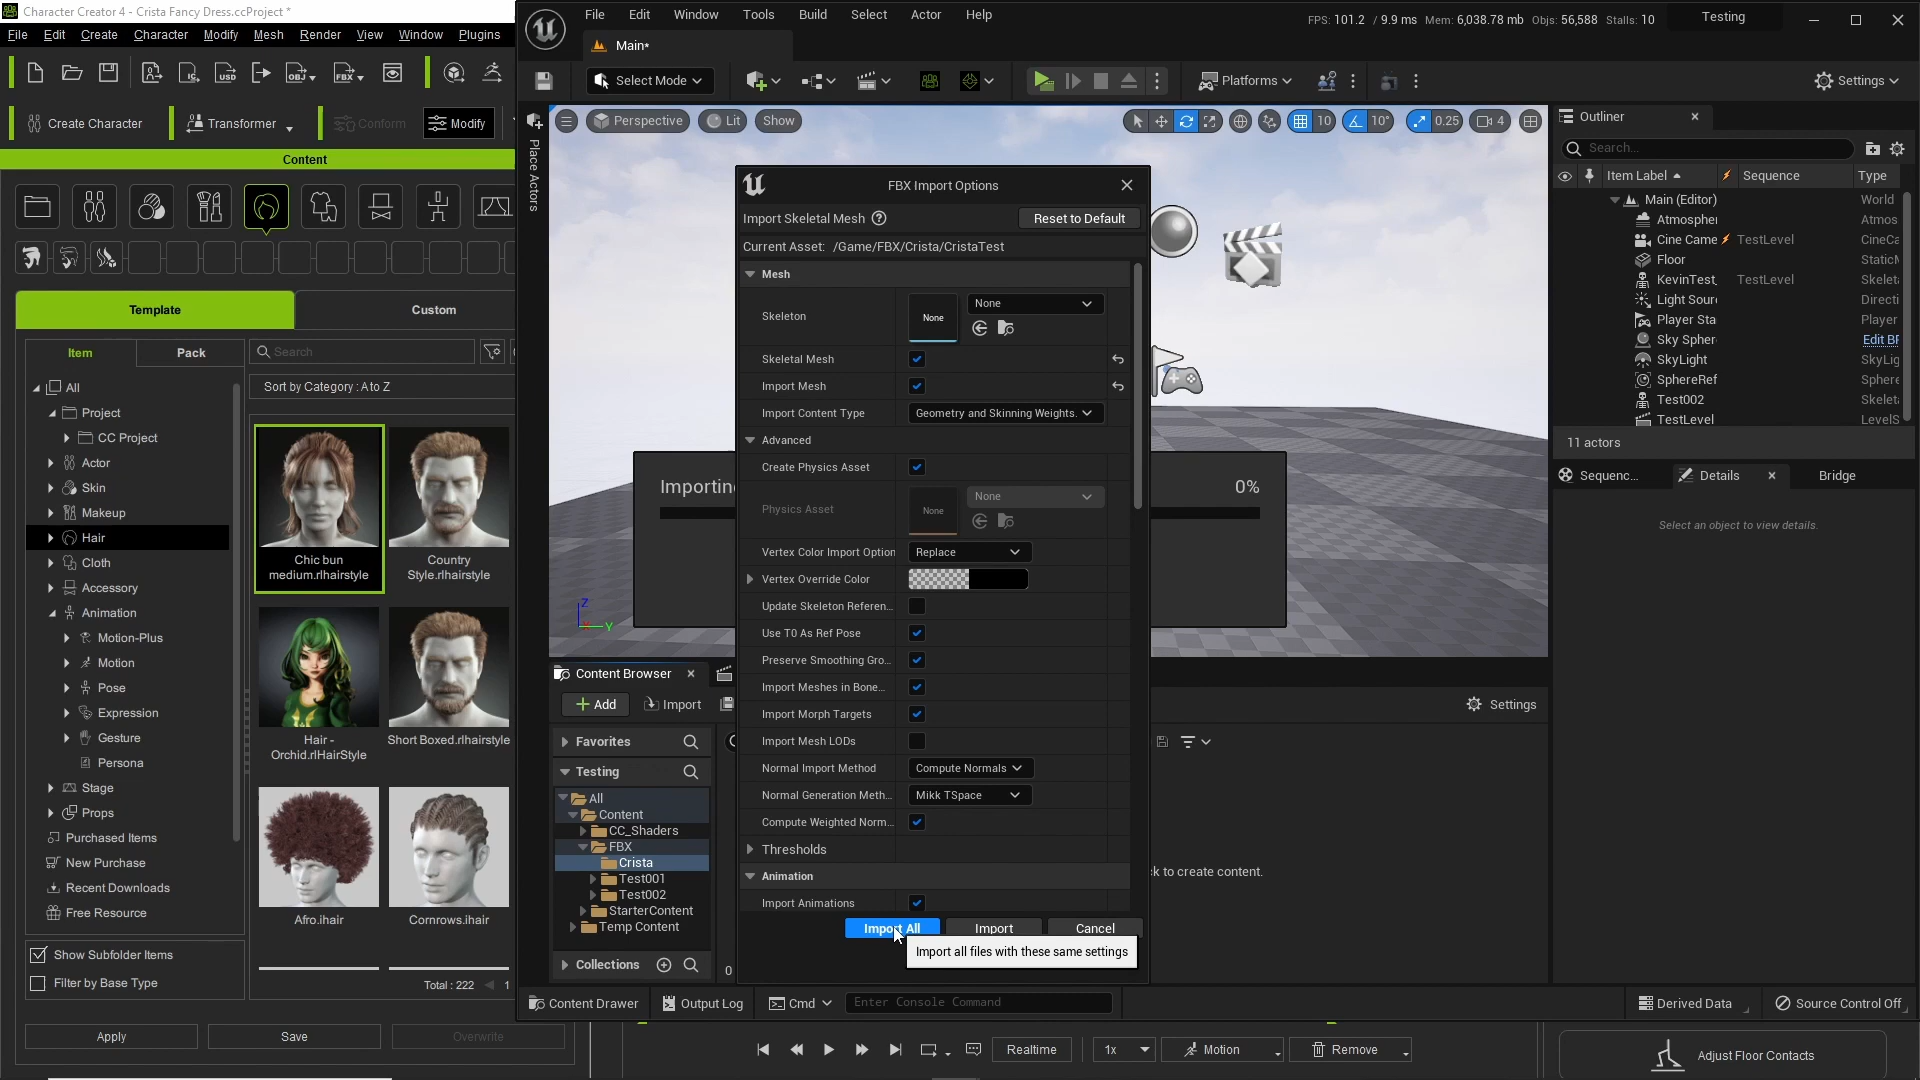 Character Creator 4 - Crista Fancy Dress.ccProject *
File Edit Create Character Modify Mesh Render View Window Plugins
Create Character Transformer Conform Modify
Content
Template Custom
Item Pack Search
Sort by Category : A to Z
All
Project
CC Project
Actor
Skin
Makeup
Hair
Cloth
Accessory
Animation
Motion-Plus
Motion
Pose
Expression
Gesture
Persona
Stage
Props
Purchased Items
New Purchase
Recent Downloads
Free Resource
Show Subfolder Items
Filter by Base Type
Chic bun
medium.rlhairstyle
Country
Style.rlhairstyle
Hair -
Orchid.rlHairStyle
Short Boxed.rlhairstyle
Afro.ihair
Cornrows.ihair
Total : 222 1
Apply Save Overwrite
File Edit Window Tools Build Select Actor Help
FPS: 101.2 / 9.9 ms Mem: 6,038.78 mb Objs: 56,588 Stalls: 10
Testing
Main*
Select Mode Platforms Settings
Place Actors
Perspective Lit Show 10 10° 0.25 4
Importin 0%
Z
Y
FBX Import Options
Import Skeletal Mesh Reset to Default
Current Asset: /Game/FBX/Crista/CristaTest
Mesh
Skeleton None None
Skeletal Mesh
Import Mesh
Import Content Type Geometry and Skinning Weights.
Advanced
Create Physics Asset
Physics Asset None None
Vertex Color Import Option Replace
Vertex Override Color
Update Skeleton Referen...
Use T0 As Ref Pose
Preserve Smoothing Gro...
Import Meshes in Bone...
Import Morph Targets
Import Mesh LODs
Normal Import Method Compute Normals
Normal Generation Meth... Mikk TSpace
Compute Weighted Norm...
Thresholds
Animation
Import Animations
Import All Import Cancel
Import all files with these same settings
Content Browser
Add Import Settings
Favorites
Testing
All
Content
CC_Shaders
FBX
Crista
Test001
Test002
StarterContent
Temp Content
Collections
0
k to create content.
Outliner
Search...
Item Label Sequence Type
Main (Editor) World
Atmospher Atmos
Cine Came TestLevel CineCa
Floor StaticM
KevinTest_ TestLevel Skelet
Light Sourc Directi
Player Sta Player
Sky Spher Edit BF
SkyLight SkyLig
SphereRef Sphere
Test002 Skelet
TestLevel LevelS
11 actors
Sequenc... Details Bridge
Select an object to view details.
Content Drawer Output Log Cmd Enter Console Command Derived Data Source Control Off
Realtime 1x Motion Remove Adjust Floor Contacts